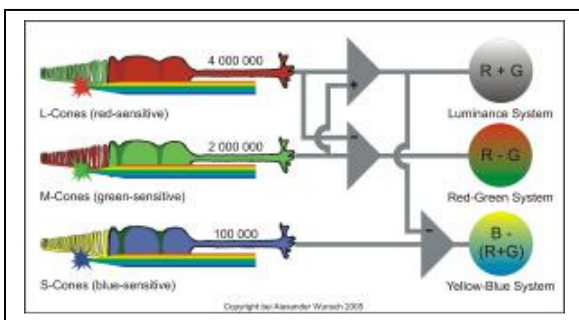 4 000 000
+
R + G
L-Cones (red-sensitive)
Luminance System
2 000 000
-
R - G
M-Cones (green-sensitive)
Red-Green System
100 000
-
B -
(R+G)
S-Cones (blue-sensitive)
Yellow-Blue System
Copyright bei Alexander Wunsch 2005